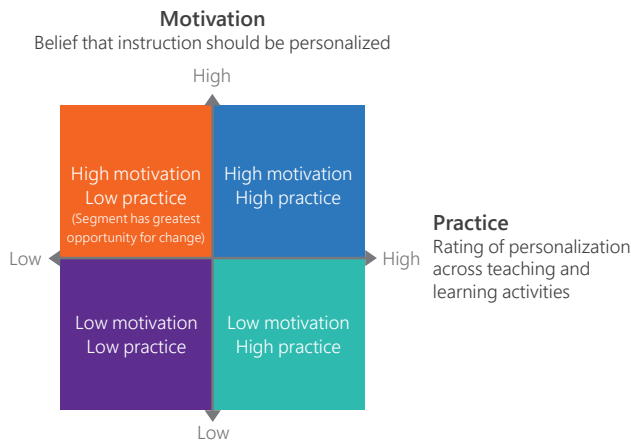 Motivation
Belief that instruction should be personalized
High
High motivation
Low practice
(Segment has greatest
opportunity for change)
High motivation
High practice
Low
High
Practice
Rating of personalization
across teaching and
learning activities
Low motivation
Low practice
Low motivation
High practice
Low